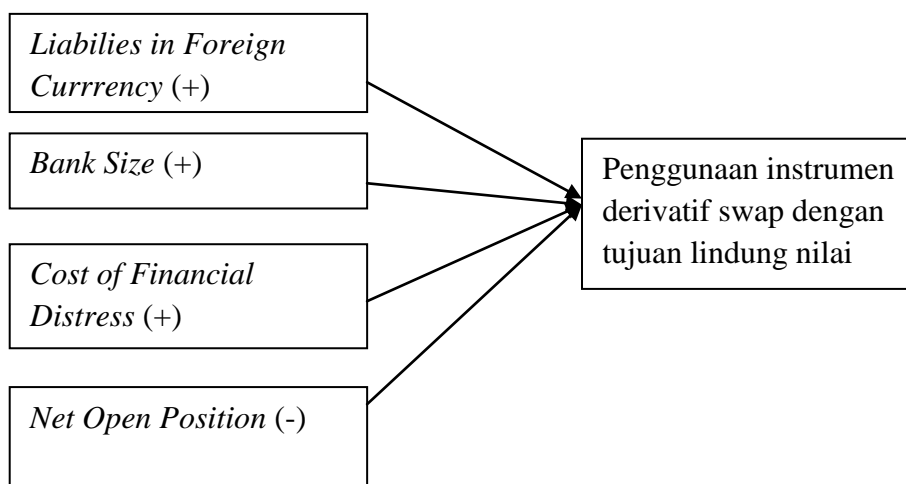 Liabilies in Foreign
Currrency (+)
Bank Size (+)
Cost of Financial
Distress (+)
Net Open Position (-)
Penggunaan instrumen
derivatif swap dengan
tujuan lindung nilai